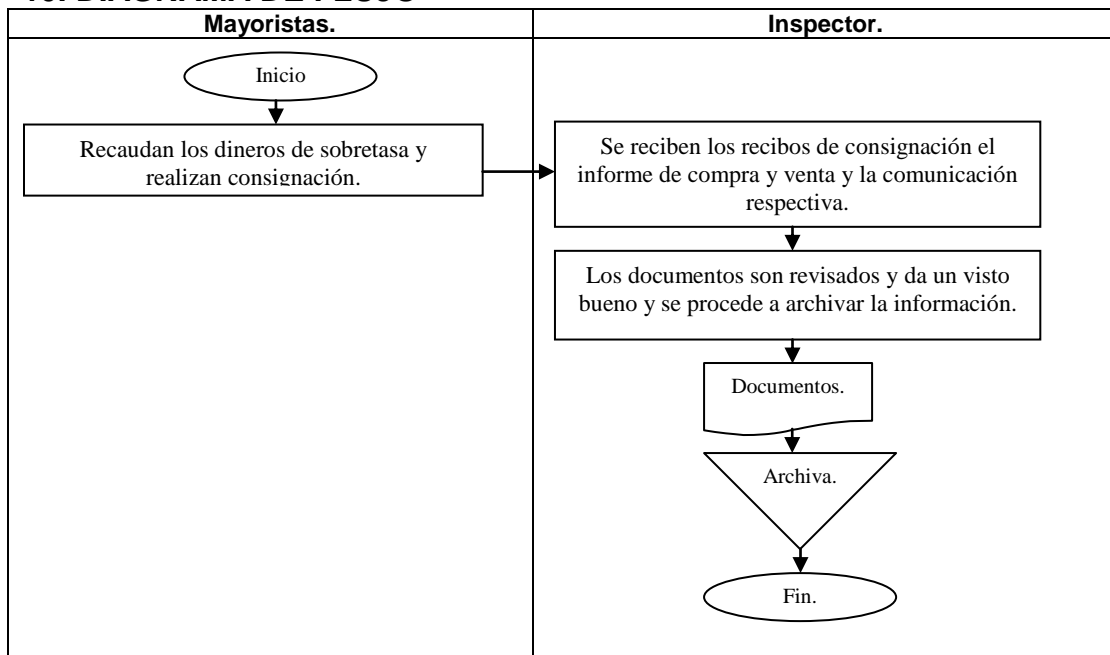 Mayoristas.
Inspector.
Inicio
Recaudan los dineros de sobretasa y
realizan consignación.
Se reciben los recibos de consignación el
informe de compra y venta y la comunicación
respectiva.
Los documentos son revisados y da un visto
bueno y se procede a archivar la información.
Documentos.
Archiva.
Fin.